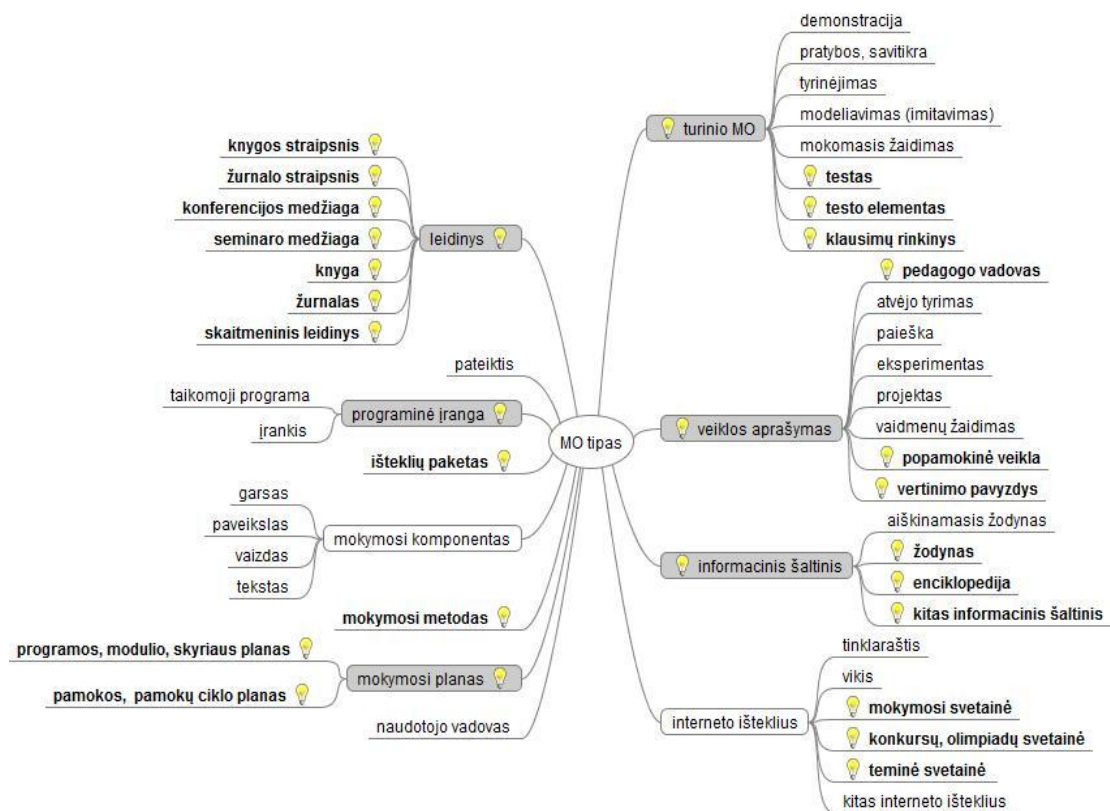 MO tipas
leidinys
knygos straipsnis
žurnalo straipsnis
konferencijos medžiaga
seminaro medžiaga
knyga
žurnalas
skaitmeninis leidinys
pateiktis
programinė įranga
taikomoji programa
įrankis
išteklių paketas
mokymosi komponentas
garsas
paveikslas
vaizdas
tekstas
mokymosi metodas
mokymosi planas
programos, modulio, skyriaus planas
pamokos, pamokų ciklo planas
naudotojo vadovas
turinio MO
demonstracija
pratybos, savitikra
tyrinėjimas
modeliavimas (imitavimas)
mokomasis žaidimas
testas
testo elementas
klausimų rinkinys
veiklos aprašymas
pedagogo vadovas
atvėjo tyrimas
paieška
eksperimentas
projektas
vaidmenų žaidimas
popamokinė veikla
vertinimo pavyzdys
informacinis šaltinis
aiškinamasis žodynas
žodynas
enciklopedija
kitas informacinis šaltinis
interneto išteklius
tinklaraštis
vikis
mokymosi svetainė
konkursų, olimpiadų svetainė
teminė svetainė
kitas interneto išteklius